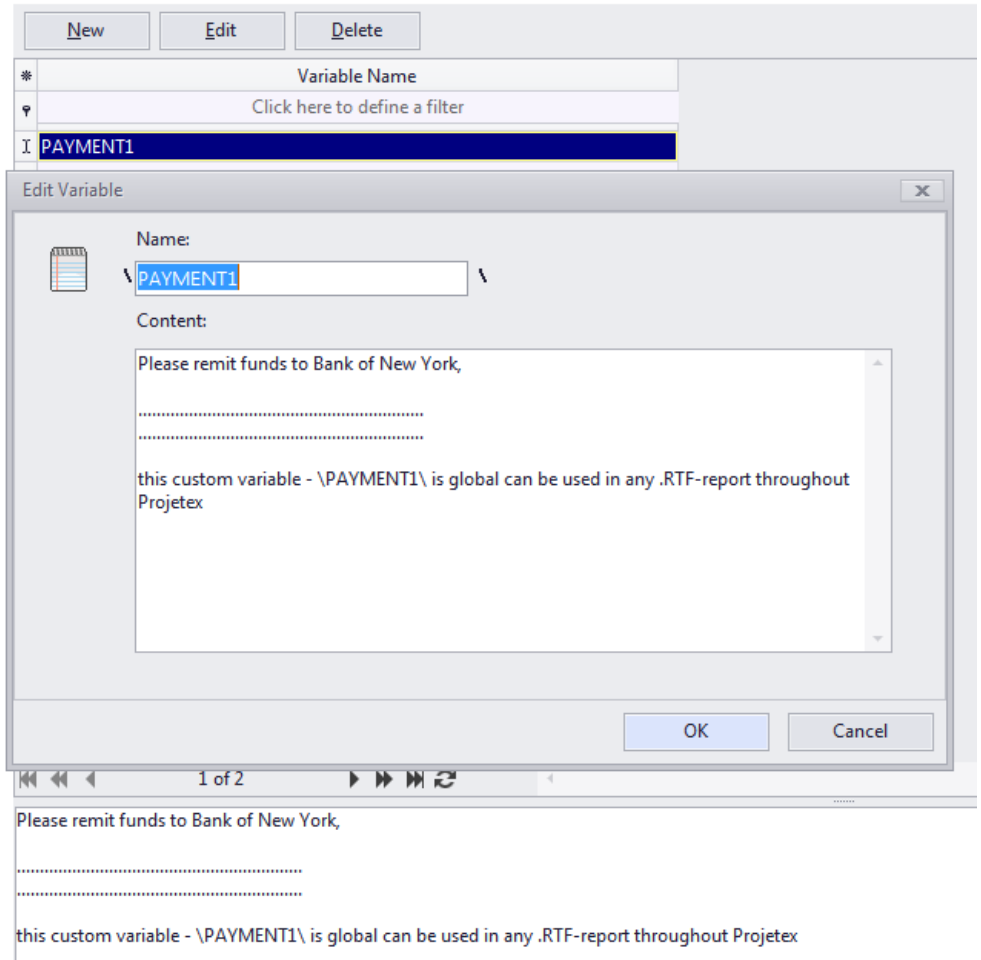 New Edit Delete
Variable Name
Click here to define a filter
PAYMENT1
Edit Variable
Name:
\ PAYMENT1 \
Content:
Please remit funds to Bank of New York,
..............................................................
..............................................................
this custom variable - \PAYMENT1\ is global can be used in any .RTF-report throughout
Projetex
OK Cancel
1 of 2
Please remit funds to Bank of New York,
..............................................................
..............................................................
this custom variable - \PAYMENT1\ is global can be used in any .RTF-report throughout Projetex